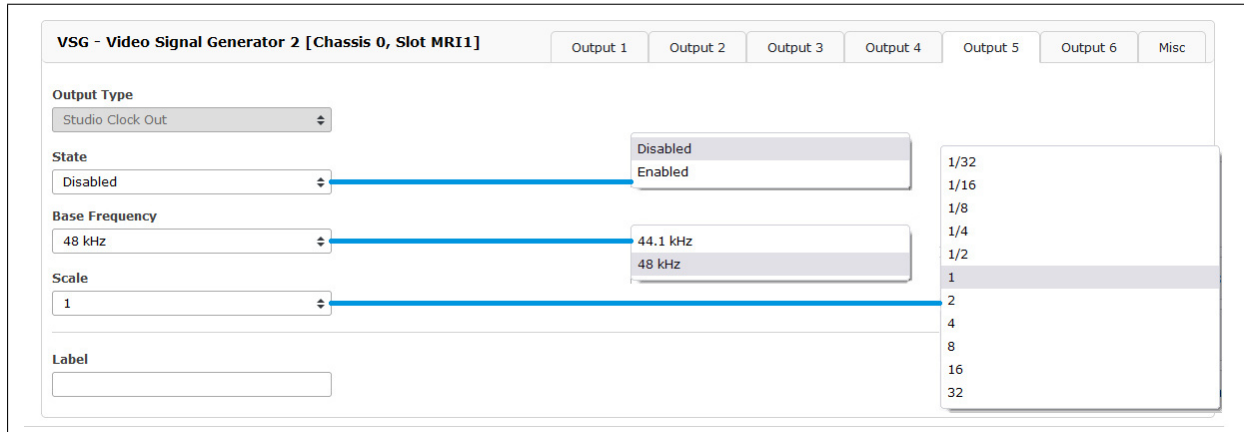 VSG - Video Signal Generator 2 [Chassis 0, Slot MRI1]
Output 1
Output 2
Output 3
Output 4
Output 5
Output 6
Misc
Output Type
Studio Clock Out
State
Disabled
Disabled
Enabled
Base Frequency
48 kHz
44.1 kHz
48 kHz
Scale
1
1/32
1/16
1/8
1/4
1/2
1
2
4
8
16
32
Label